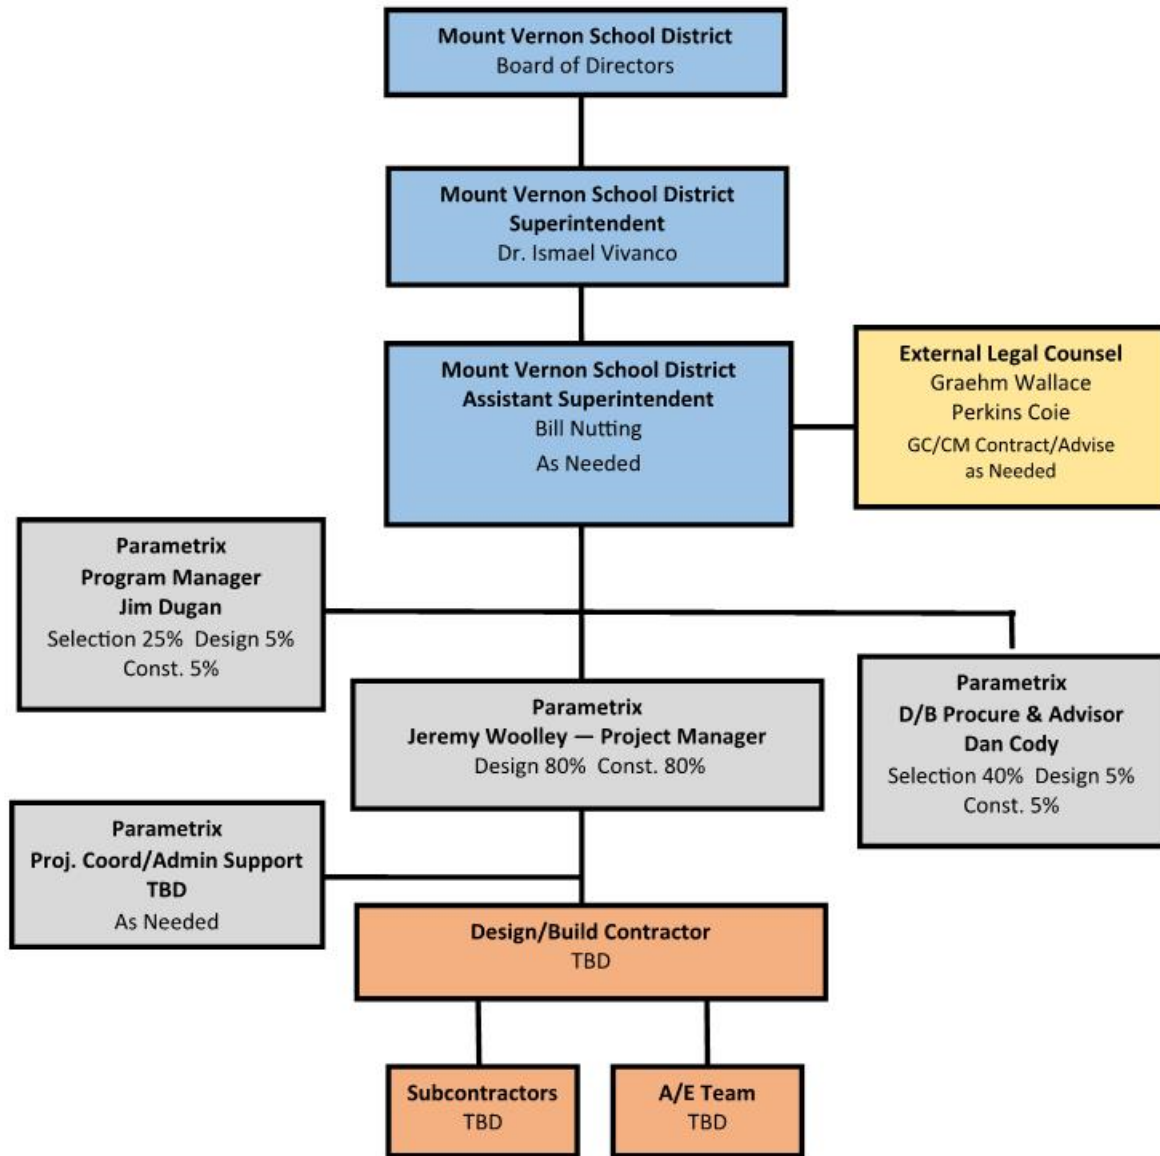 Mount Vernon School District
Board of Directors
Mount Vernon School District
Superintendent
Dr. Ismael Vivanco
Mount Vernon School District
Assistant Superintendent
Bill Nutting
As Needed
External Legal Counsel
Graehm Wallace
Perkins Coie
GC/CM Contract/Advise
as Needed
Parametrix
Program Manager
Jim Dugan
Selection 25% Design 5%
Const. 5%
Parametrix
Jeremy Woolley — Project Manager
Design 80% Const. 80%
Parametrix
D/B Procure & Advisor
Dan Cody
Selection 40% Design 5%
Const. 5%
Parametrix
Proj. Coord/Admin Support
TBD
As Needed
Design/Build Contractor
TBD
Subcontractors
TBD
A/E Team
TBD